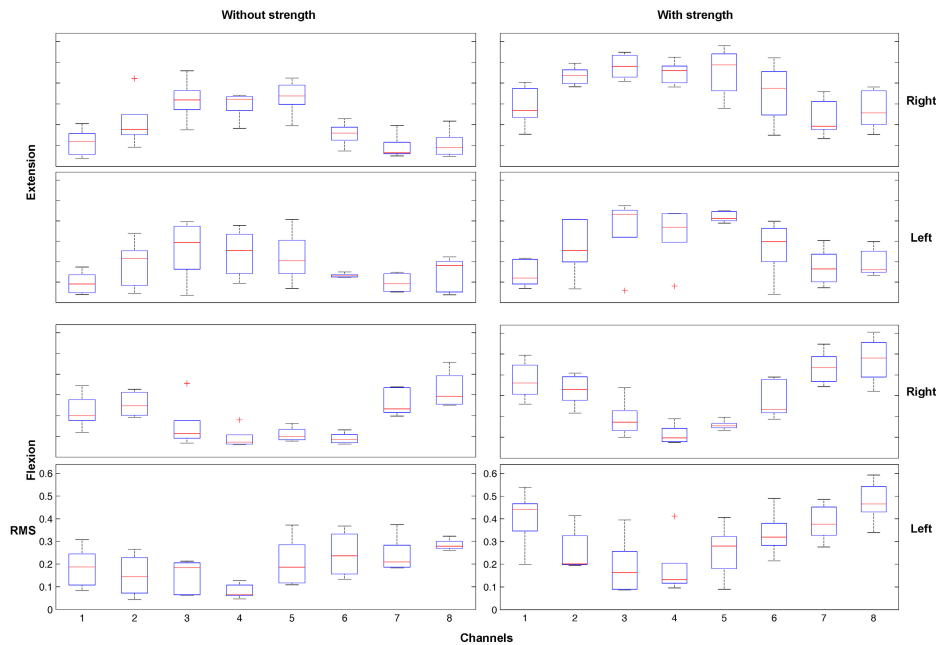 Without strength
With strength
Extension
Right
Left
Flexion
Right
RMS
0.6
0.5
0.4
0.3
0.2
0.1
0
0.6
0.5
0.4
0.3
0.2
0.1
0
Left
1 2 3 4 5 6 7 8
1 2 3 4 5 6 7 8
Channels